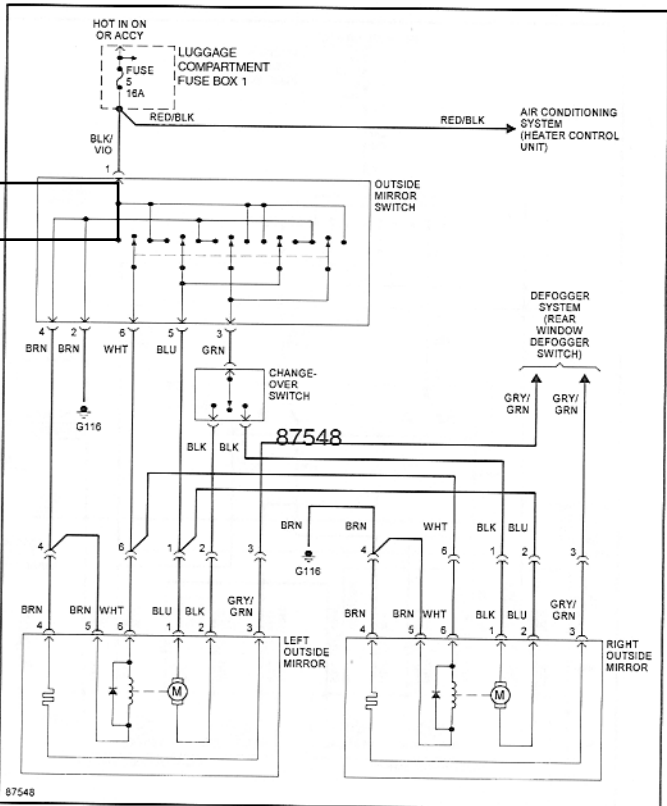 HOT IN ON
OR ACCY
LUGGAGE
COMPARTMENT
FUSE BOX 1
FUSE
5
16A
RED/BLK
RED/BLK
AIR CONDITIONING
SYSTEM
(HEATER CONTROL
UNIT)
BLK/
VIO
1
OUTSIDE
MIRROR
SWITCH
4 2 6 5 3
BRN BRN WHT BLU GRN
DEFOGGER
SYSTEM
(REAR
WINDOW
DEFOGGER
SWITCH)
CHANGE-
OVER
SWITCH
GRY/
GRN
GRY/
GRN
G116
BLK BLK
87548
BRN BRN WHT BLK BLU
4 6 1 2 3
G116
4 6 1 2 3
BRN BRN WHT BLU BLK GRY/
GRN
4 5 6 1 2 3
BRN BRN WHT BLK BLU GRY/
GRN
4 5 6 1 2 3
LEFT
OUTSIDE
MIRROR
RIGHT
OUTSIDE
MIRROR
M
M
87548